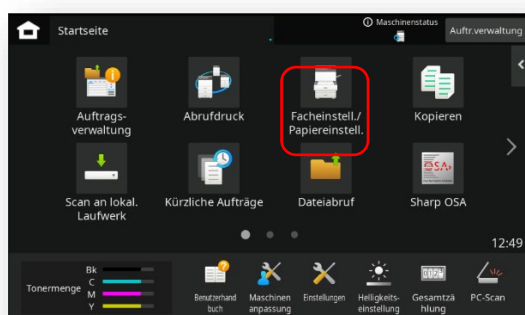 Startseite
Maschinenstatus
Auftr.verwaltung
Auftrags-
verwaltung
Abrufdruck
Facheinstell./
Papiereinstell.
Kopieren
Scan an lokal.
Laufwerk
Kürzliche Aufträge
Dateiabruf
OSA
Sharp OSA
12:49
Tonermenge
Bk
C
M
Y
Benutzerhand
buch
Maschinen
anpassung
Einstellungen
Helligkeits-
einstellung
Gesamtzä
hlung
PC-Scan